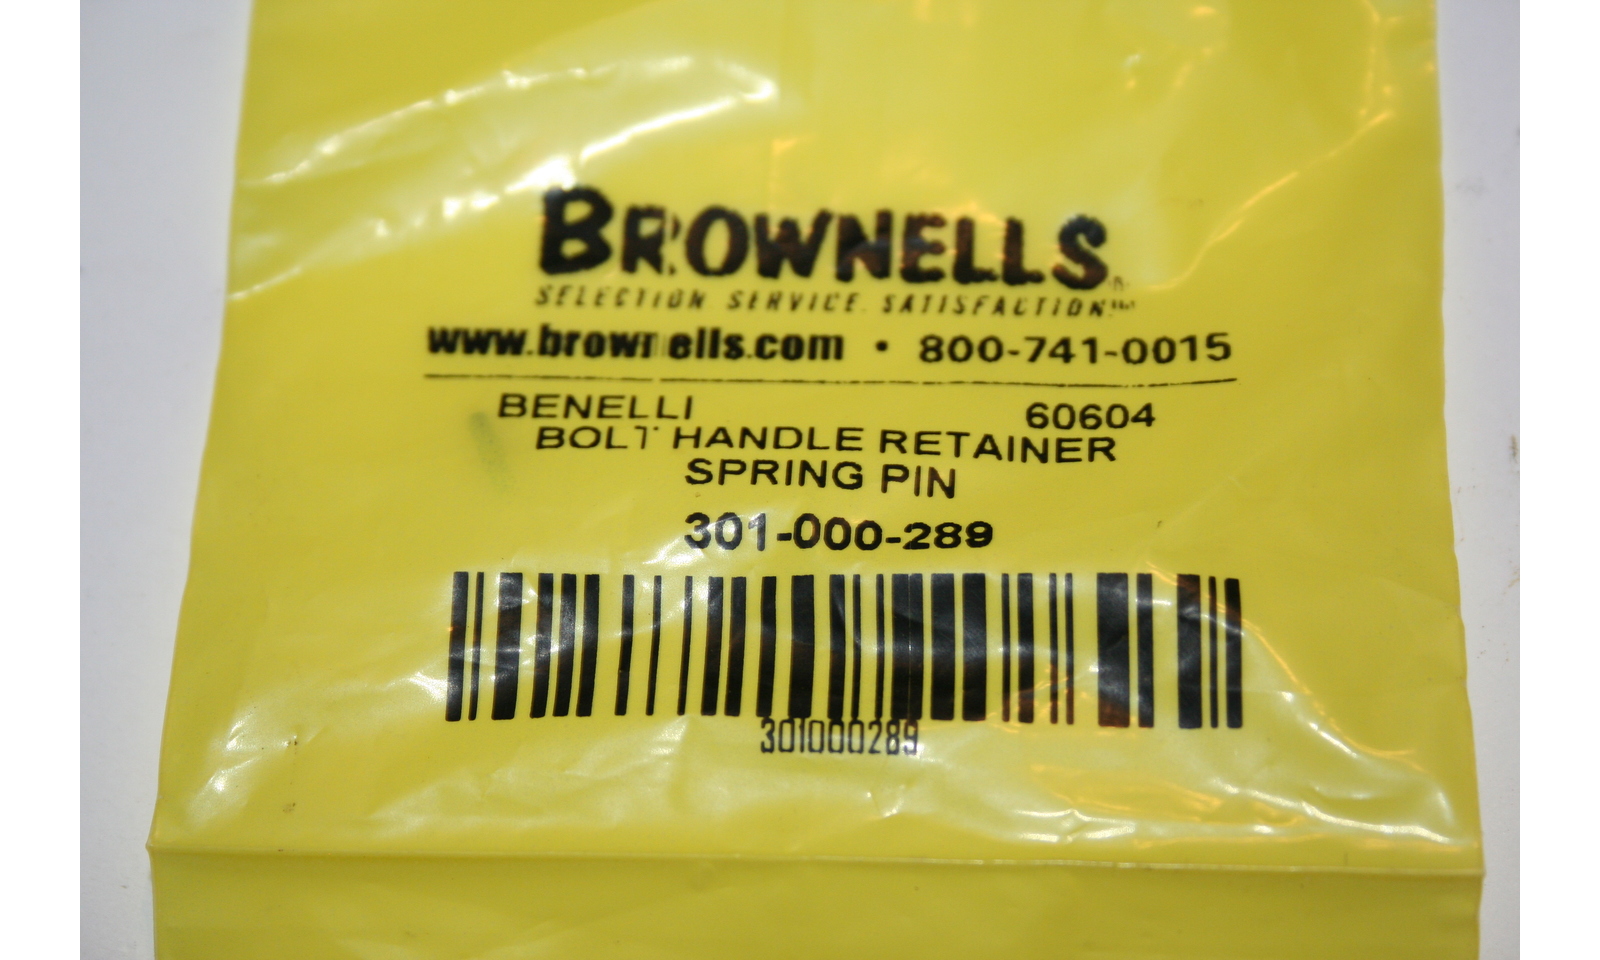 BROWNELLS
SELECTION. SERVICE. SATISFACTION.™
www.brownells.com • 800-741-0015
BENELLI 60604
BOLT HANDLE RETAINER
SPRING PIN
301-000-289
301000289